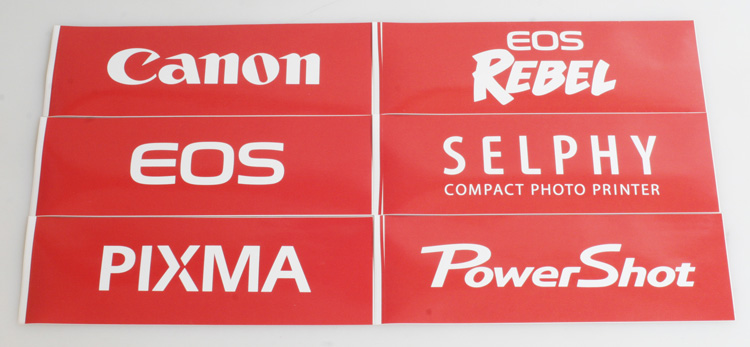 Canon
EOS
REBEL
EOS
SELPHY
COMPACT PHOTO PRINTER
PIXMA
PowerShot